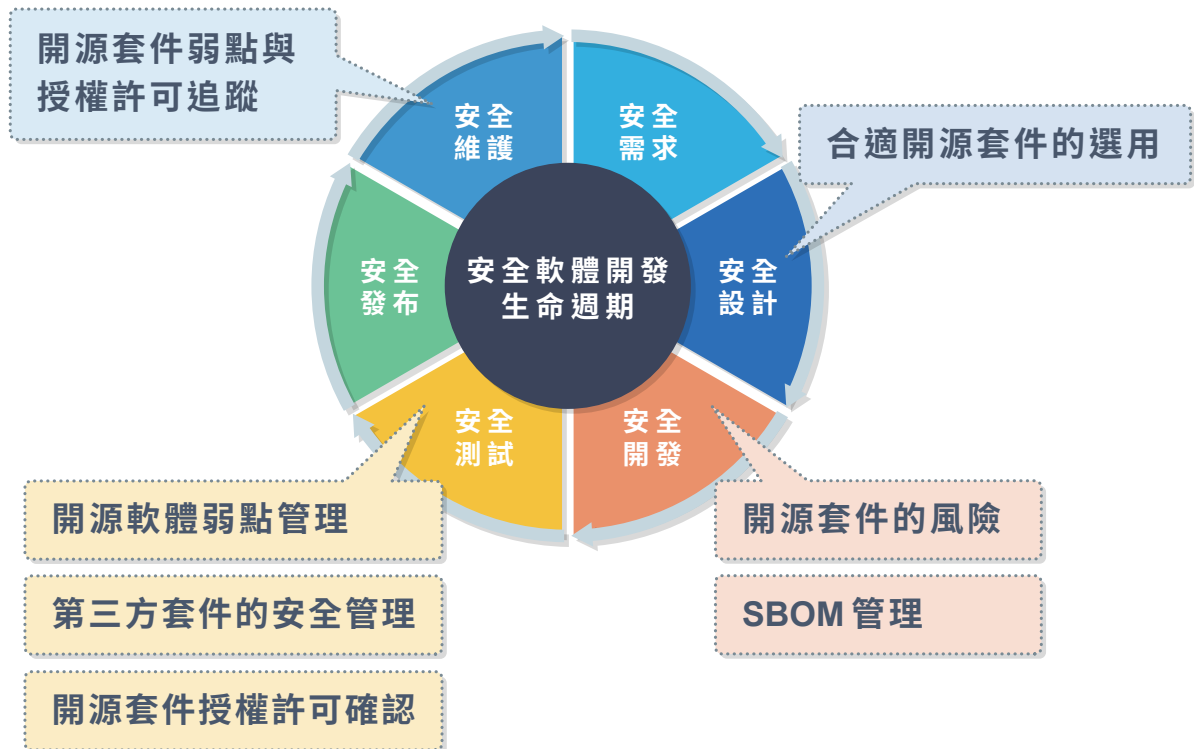 開源套件弱點與
授權許可追蹤
安全
維護
安全
需求
合適開源套件的選用
安全
發布
安全軟體開發
生命週期
安全
設計
安全
測試
安全
開發
開源軟體弱點管理
第三方套件的安全管理
開源套件授權許可確認
開源套件的風險
SBOM 管理